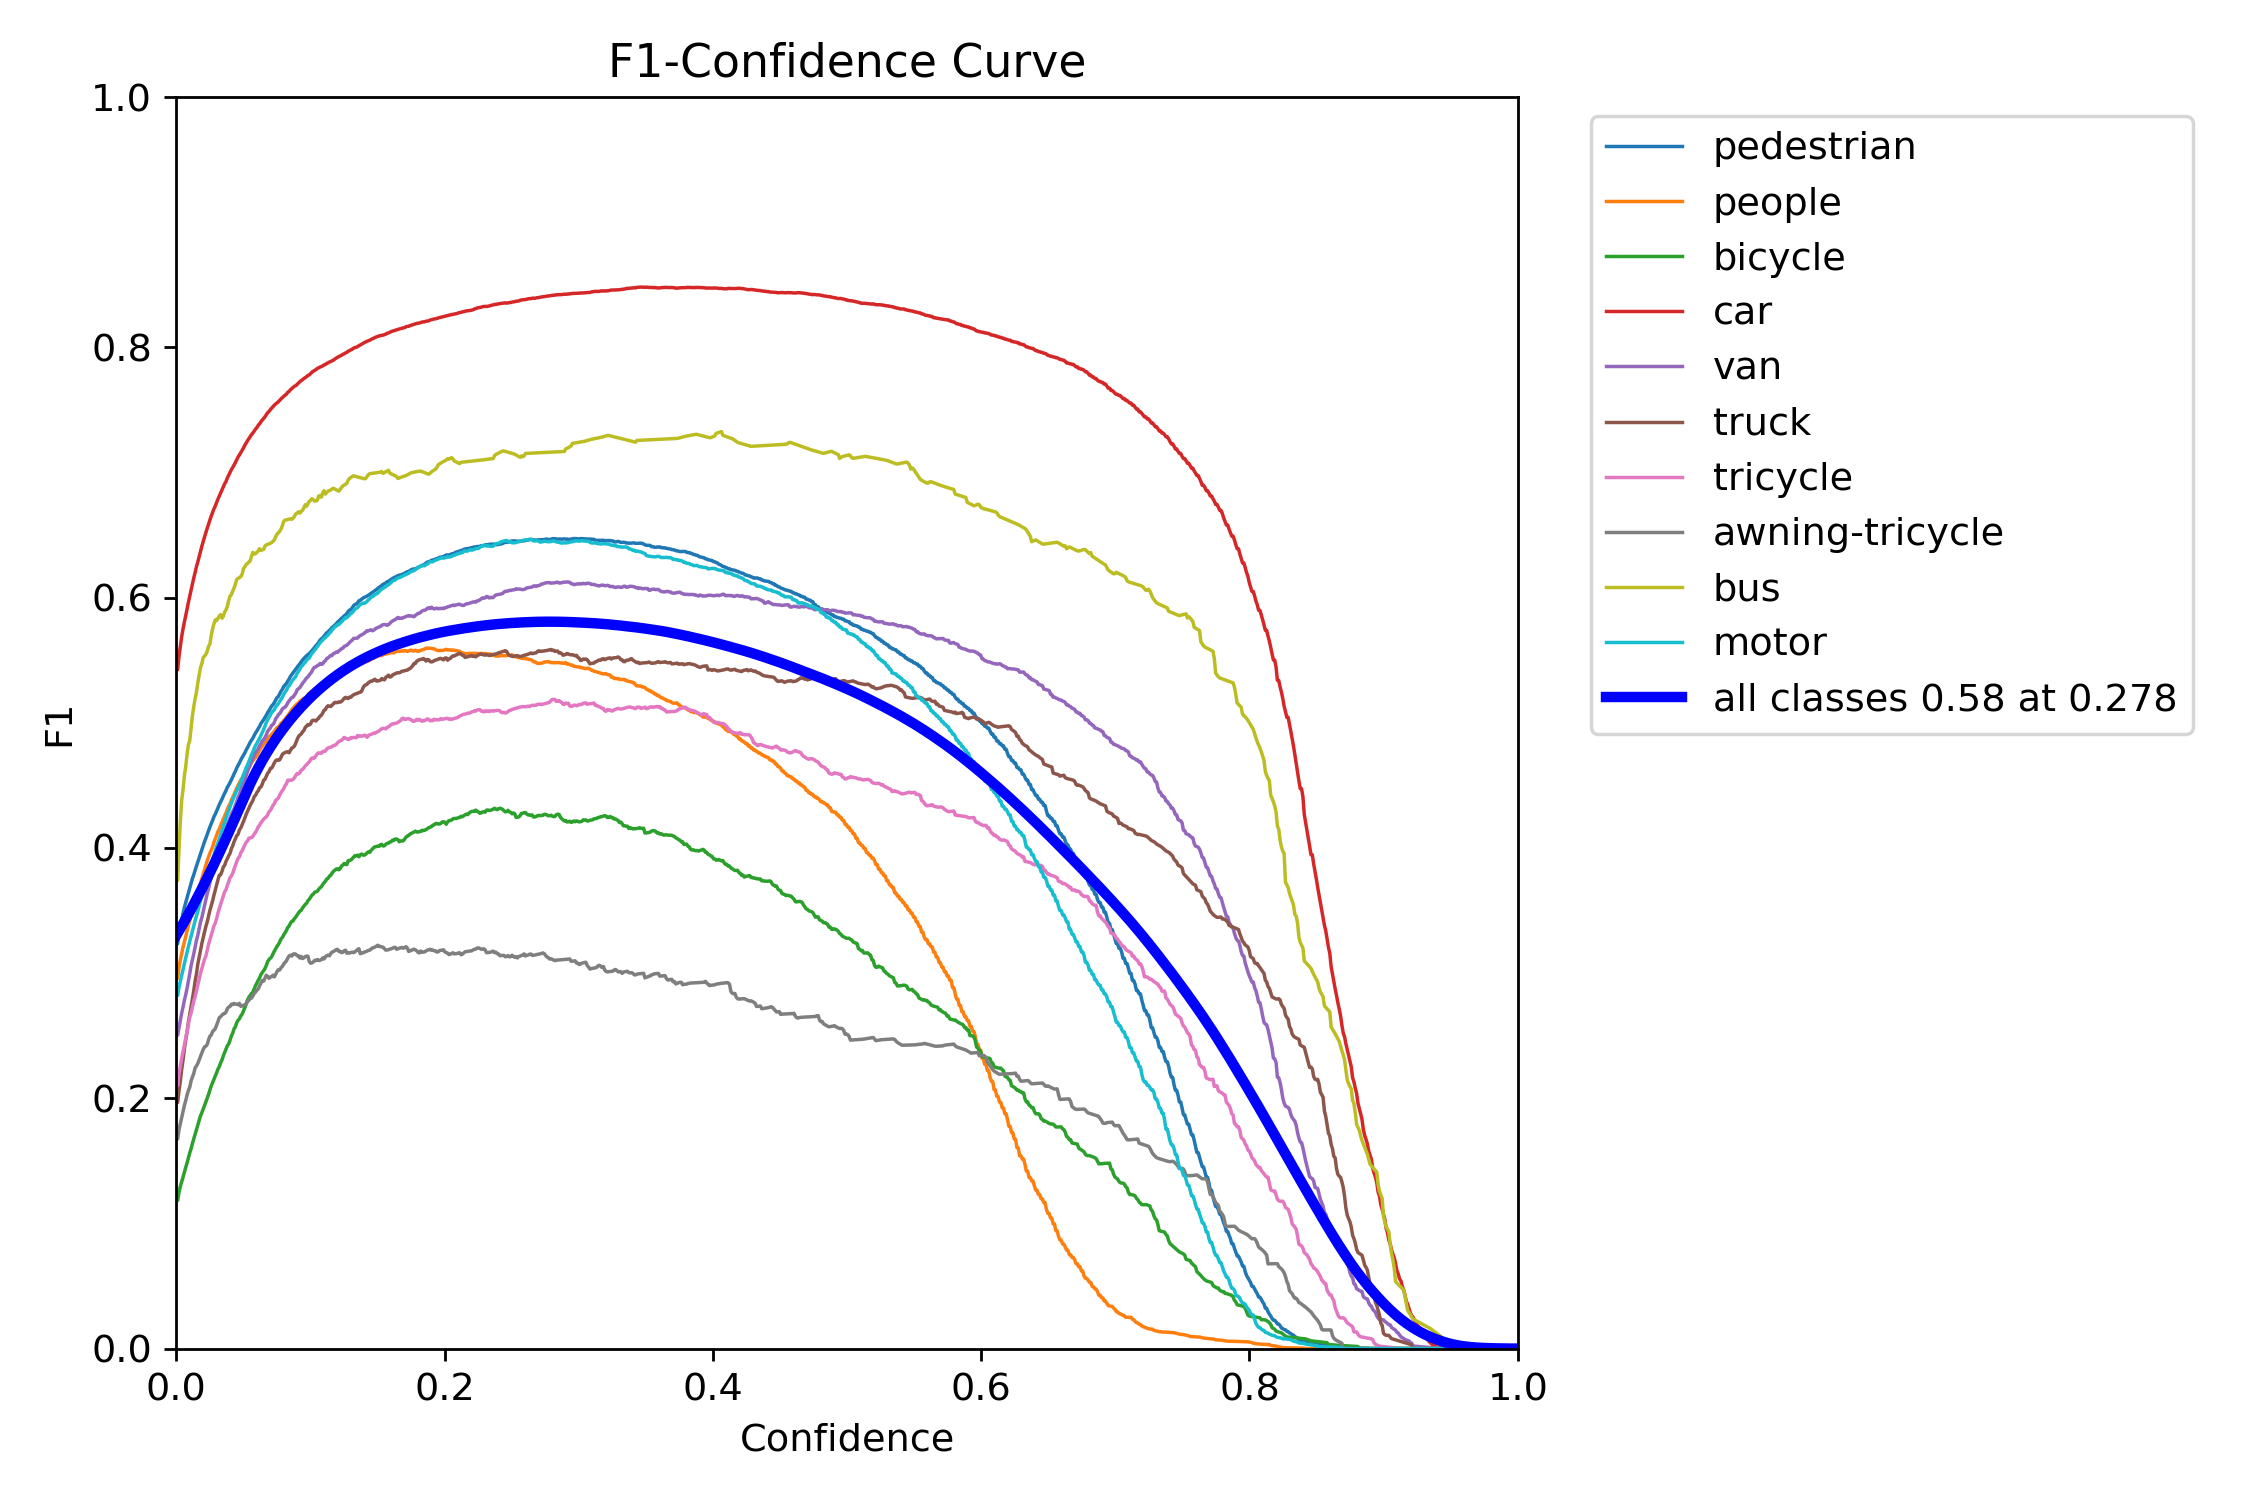 F1-Confidence Curve
1.0
0.8
0.6
0.4
0.2
0.0
F1
0.0 0.2 0.4 0.6 0.8 1.0
Confidence
pedestrian
people
bicycle
car
van
truck
tricycle
awning-tricycle
bus
motor
all classes 0.58 at 0.278